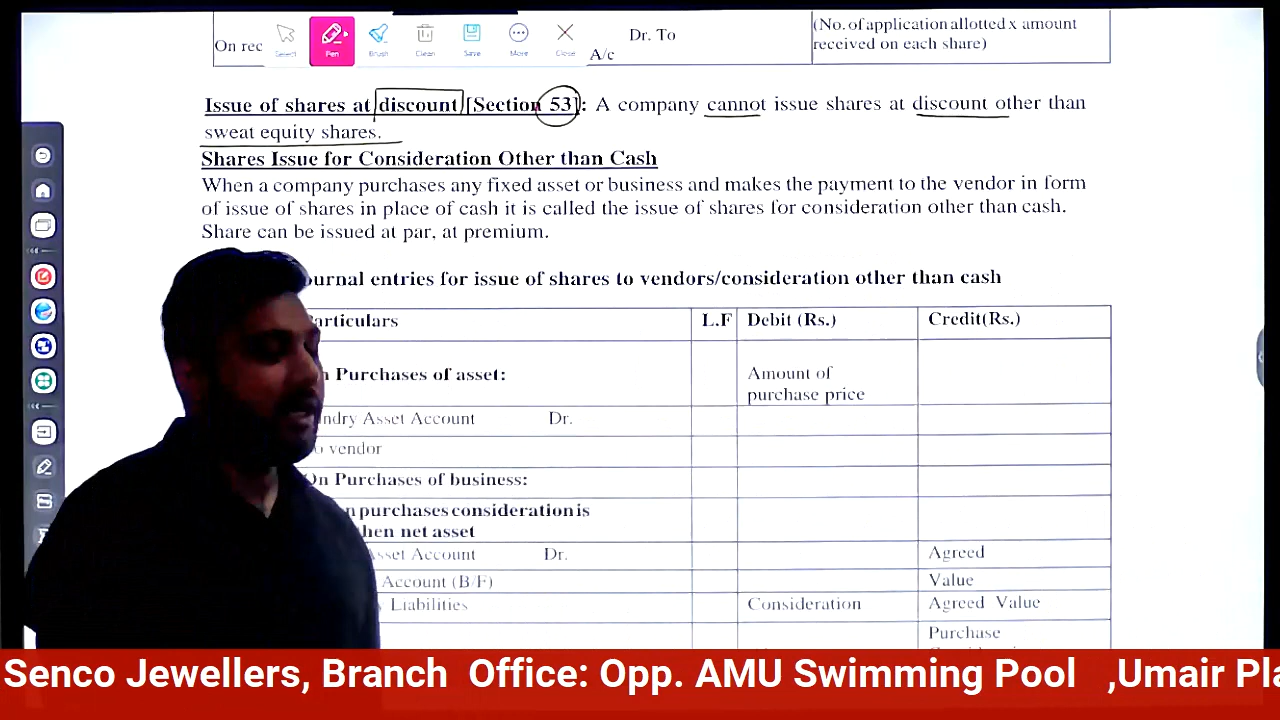 On rec
Select Pen Brush Clean Save More Close
Dr. To
A/c
(No. of application allotted x amount
received on each share)
Issue of shares at discount [Section 53]: A company cannot issue shares at discount other than
sweat equity shares.
Shares Issue for Consideration Other than Cash
When a company purchases any fixed asset or business and makes the payment to the vendor in form
of issue of shares in place of cash it is called the issue of shares for consideration other than cash.
Share can be issued at par, at premium.
ournal entries for issue of shares to vendors/consideration other than cash
articulars L.F Debit (Rs.) Credit(Rs.)
n Purchases of asset: Amount of
purchase price
ndry Asset Account Dr.
o vendor
On Purchases of business:
n purchases consideration is
hen net asset
sset Account Dr. Agreed
Account (B/F) Value
Liabilities Consideration Agreed Value
Purchase
Senco Jewellers, Branch Office: Opp. AMU Swimming Pool ,Umair Pla